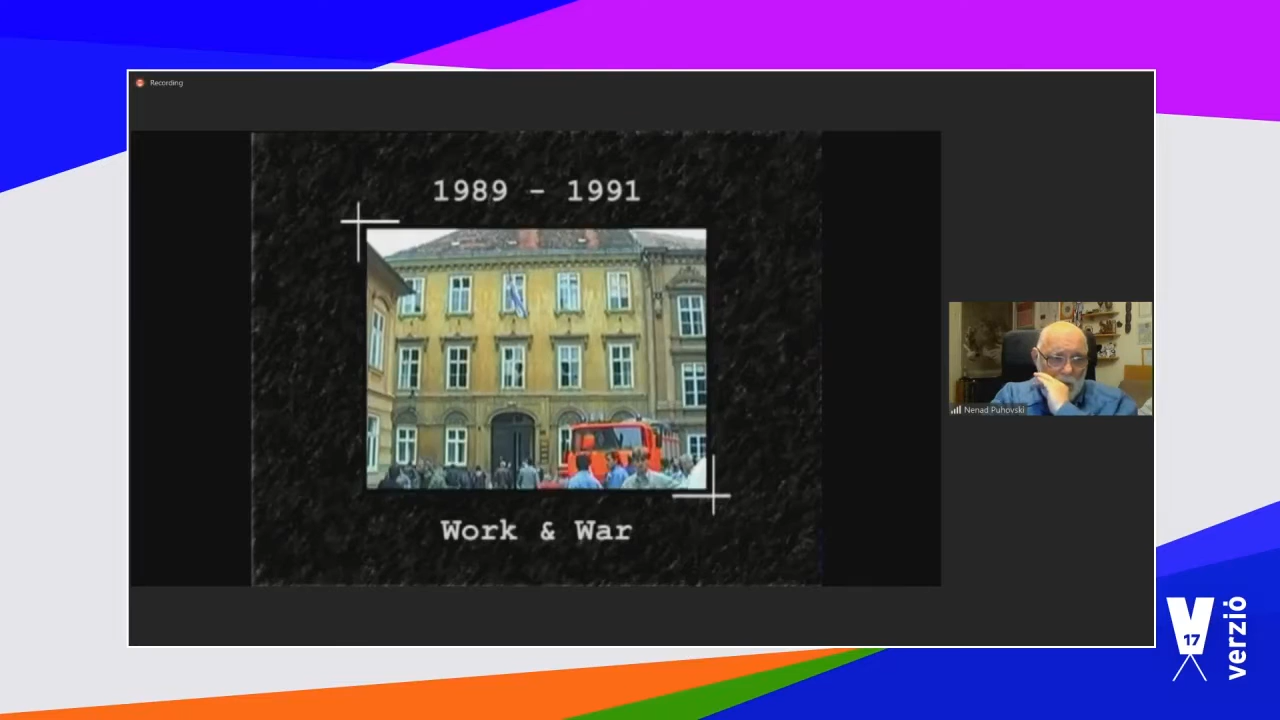 Recording
1989 - 1991
Work & War
Nenad Puhovski
17
verzió